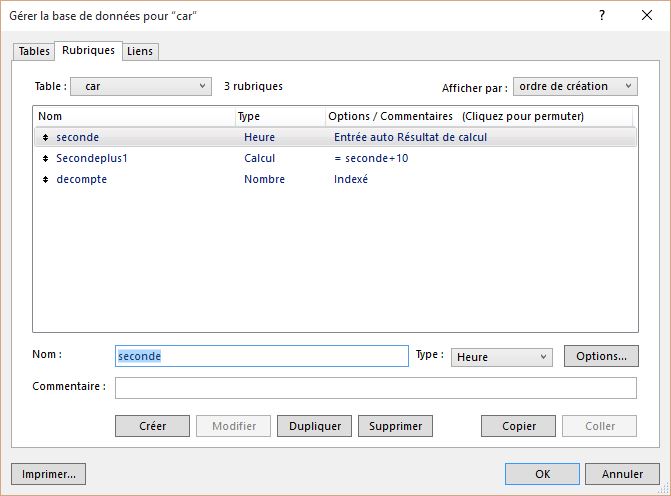 Gérer la base de données pour “car”
?
Tables Rubriques Liens
Table : car 3 rubriques Afficher par : ordre de création
Nom Type Options / Commentaires (Cliquez pour permuter)
seconde Heure Entrée auto Résultat de calcul
Secondeplus1 Calcul = seconde+10
decompte Nombre Indexé
Nom : seconde Type : Heure Options...
Commentaire :
Créer Modifier Dupliquer Supprimer Copier Coller
Imprimer... OK Annuler